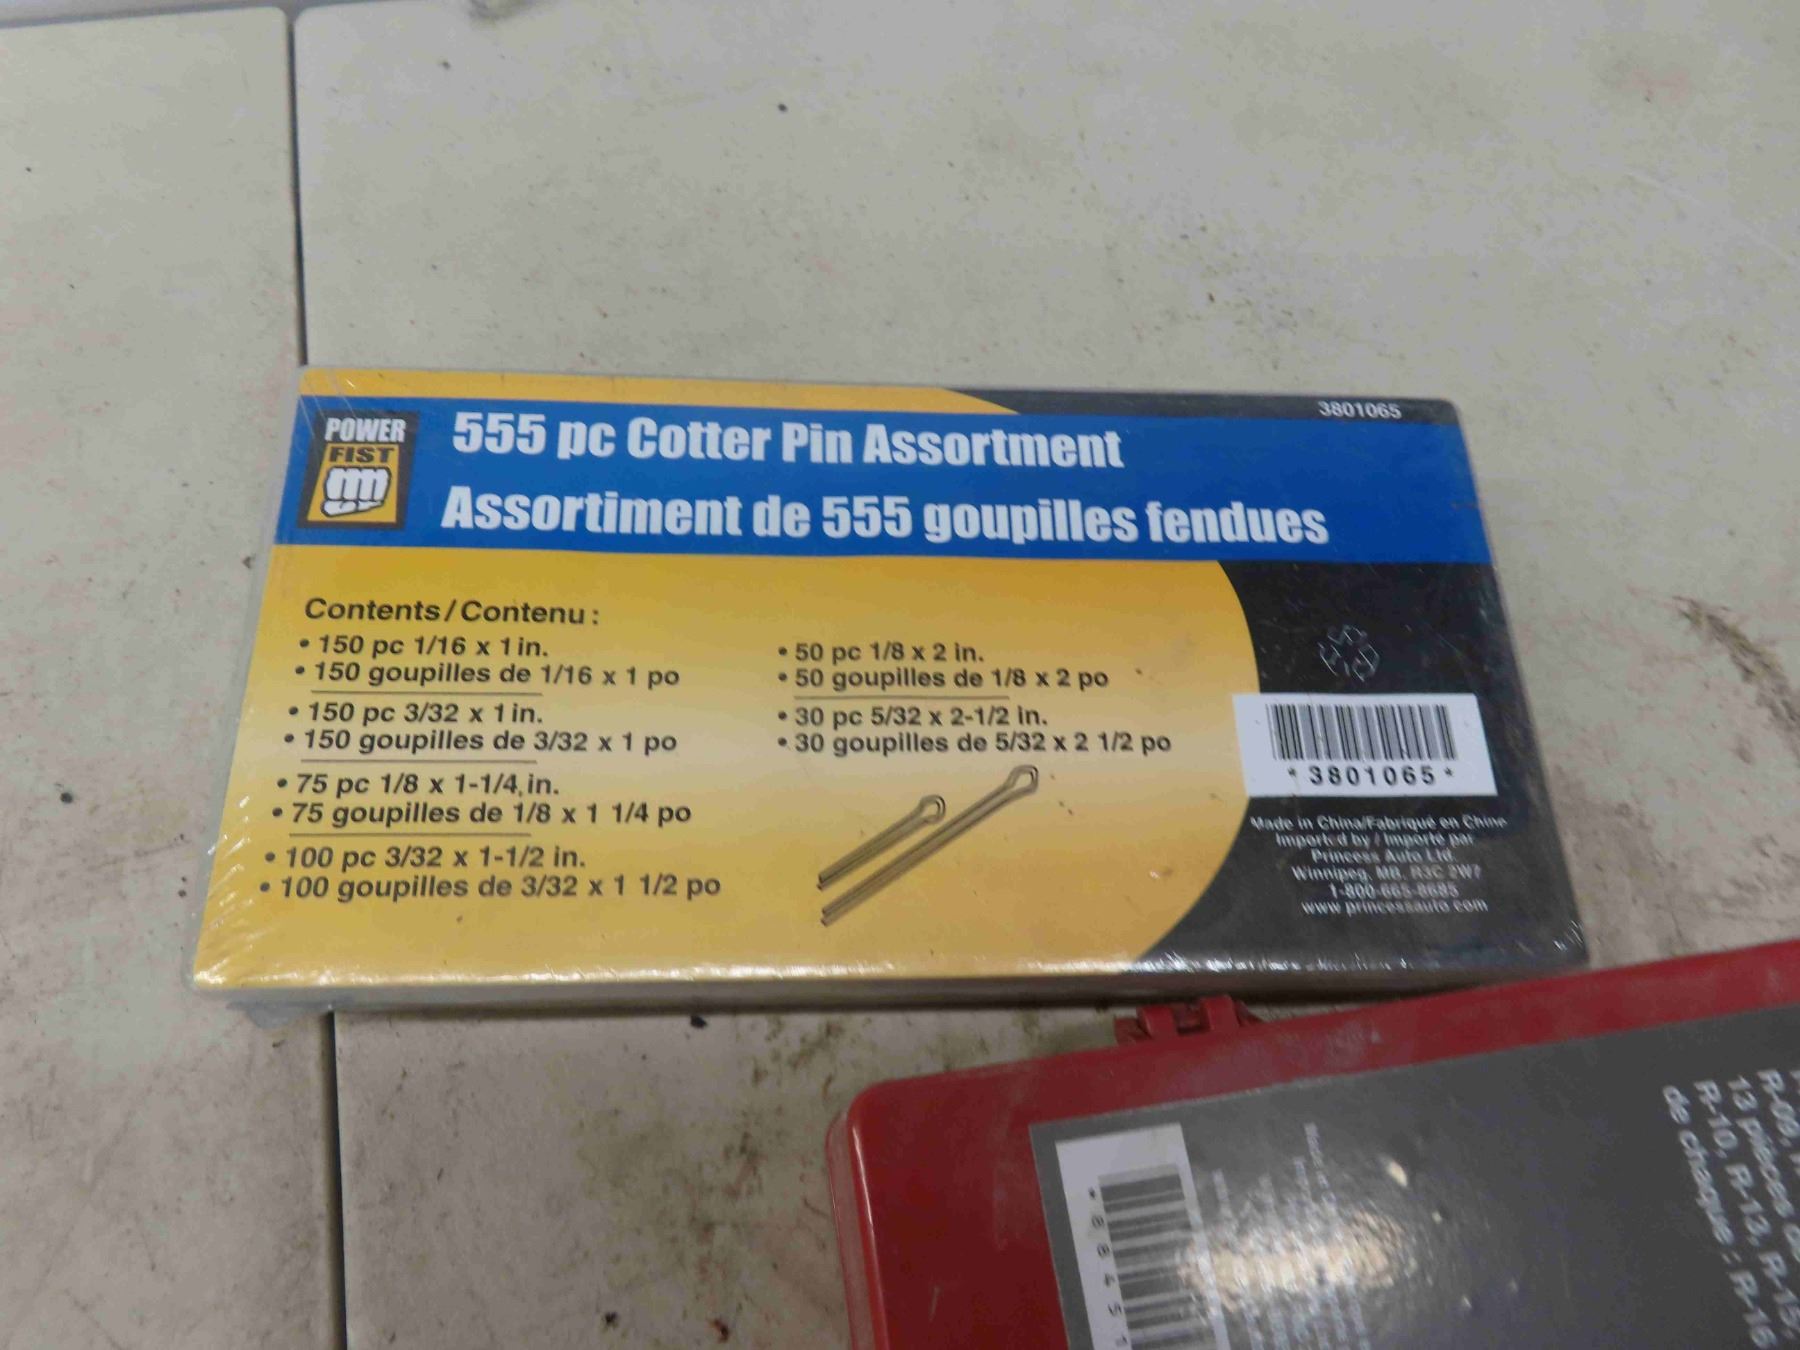 3801065
POWER
FIST
555 pc Cotter Pin Assortment
Assortiment de 555 goupilles fendues
Contents / Contenu :
• 150 pc 1/16 x 1 in.
• 150 goupilles de 1/16 x 1 po
• 150 pc 3/32 x 1 in.
• 150 goupilles de 3/32 x 1 po
• 75 pc 1/8 x 1-1/4 in.
• 75 goupilles de 1/8 x 1 1/4 po
• 100 pc 3/32 x 1-1/2 in.
• 100 goupilles de 3/32 x 1 1/2 po
• 50 pc 1/8 x 2 in.
• 50 goupilles de 1/8 x 2 po
• 30 pc 5/32 x 2-1/2 in.
• 30 goupilles de 5/32 x 2 1/2 po
*3801065*
Made in China/Fabriqué en Chine
Imported by / Importé par
Princess Auto Ltd.
Winnipeg, MB, R3C 2W7
1-800-665-8685
www.princessauto.com
13 pièces
R-10, R-13, R-15,
de chaque : R-16
*88451